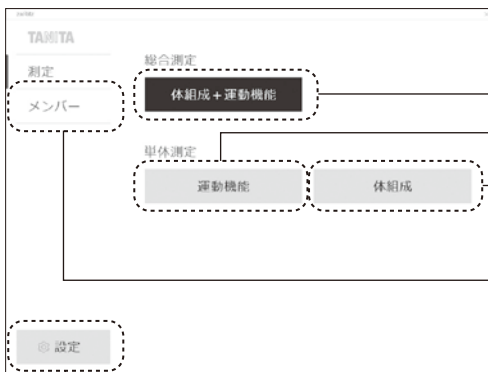 TANITA
測定
メンバー
総合測定
体組成+運動機能
単体測定
運動機能
体組成
設定